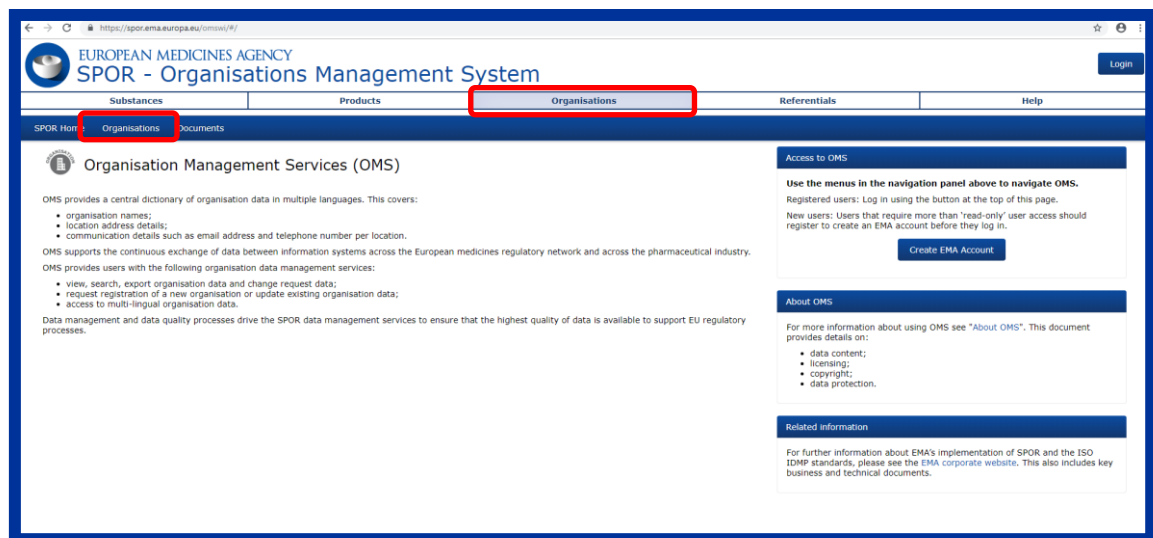 https://spor.ema.europa.eu/omswi/#/
EUROPEAN MEDICINES AGENCY
SPOR - Organisations Management System
Login
Substances
Products
Organisations
Referentials
Help
SPOR Home
Organisations
Documents
Organisation Management Services (OMS)
OMS provides a central dictionary of organisation data in multiple languages. This covers:
• organisation names;
• location address details;
• communication details such as email address and telephone number per location.
OMS supports the continuous exchange of data between information systems across the European medicines regulatory network and across the pharmaceutical industry.
OMS provides users with the following organisation data management services:
• view, search, export organisation data and change request data;
• request registration of a new organisation or update existing organisation data;
• access to multi-lingual organisation data.
Data management and data quality processes drive the SPOR data management services to ensure that the highest quality of data is available to support EU regulatory
processes.
Access to OMS
Use the menus in the navigation panel above to navigate OMS.
Registered users: Log in using the button at the top of this page.
New users: Users that require more than 'read-only' user access should
register to create an EMA account before they log in.
Create EMA Account
About OMS
For more information about using OMS see "About OMS". This document
provides details on:
• data content;
• licensing;
• copyright;
• data protection.
Related information
For further information about EMA's implementation of SPOR and the ISO
IDMP standards, please see the EMA corporate website. This also includes key
business and technical documents.